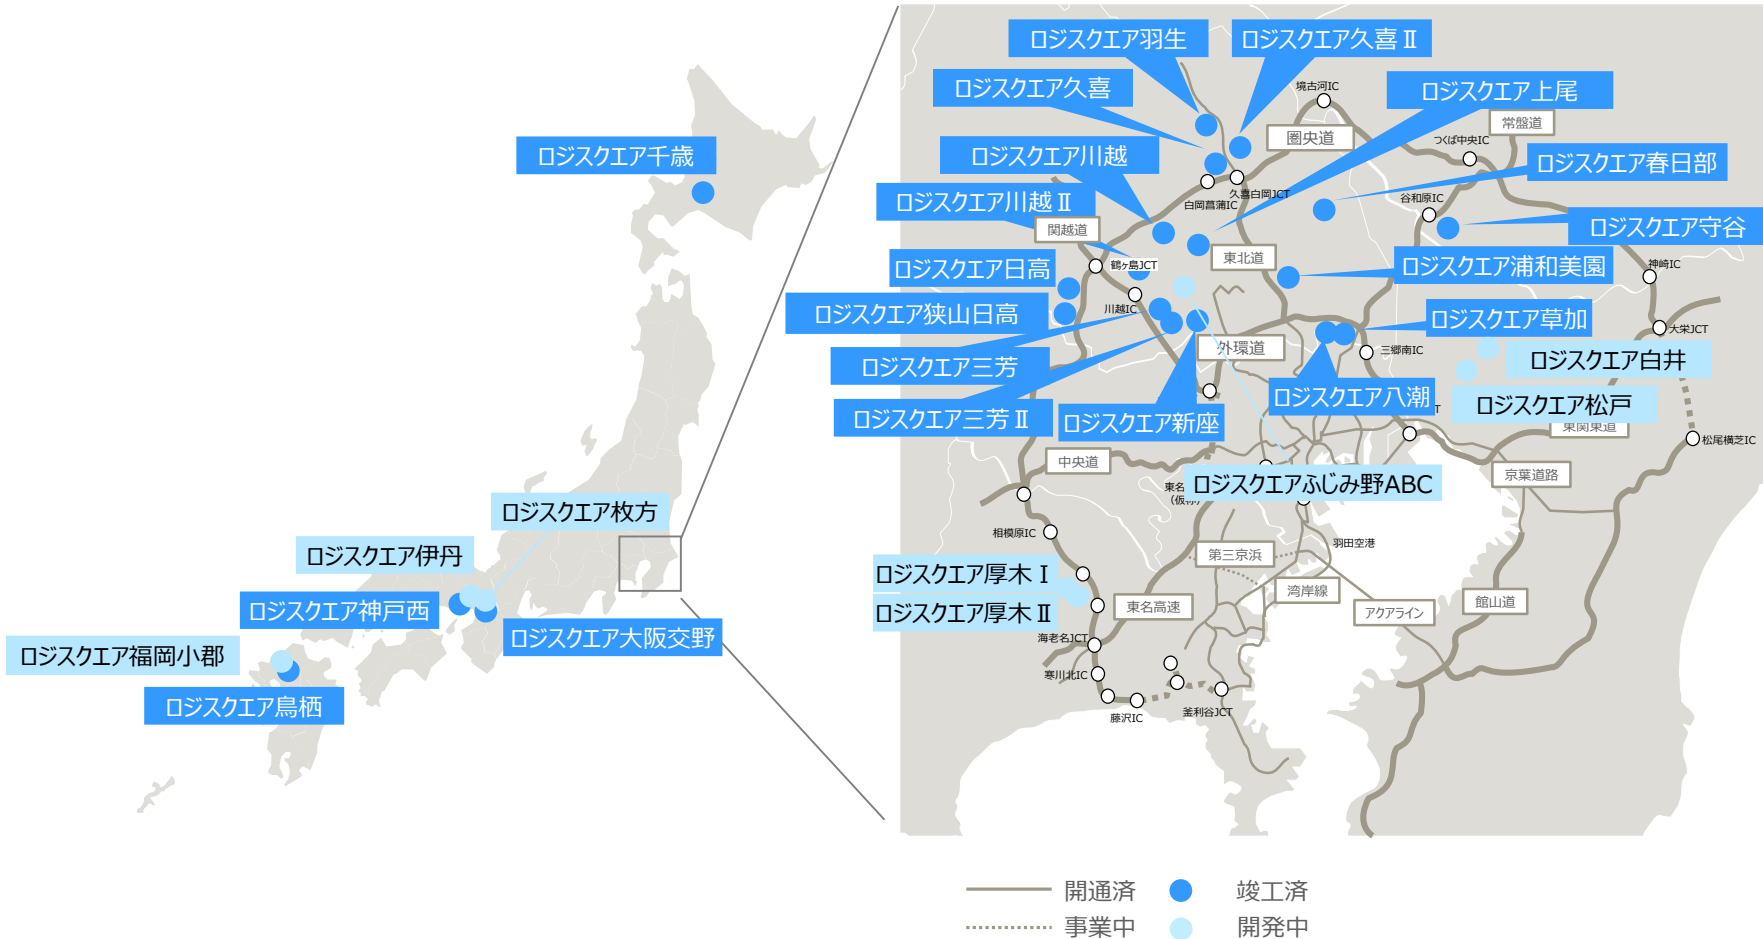 ロジスクエア千歳
ロジスクエア枚方
ロジスクエア伊丹
ロジスクエア神戸西
ロジスクエア大阪交野
ロジスクエア福岡小郡
ロジスクエア鳥栖
ロジスクエア羽生
ロジスクエア久喜Ⅱ
ロジスクエア久喜
ロジスクエア上尾
境古河IC
常盤道
圏央道
つくば中央IC
ロジスクエア川越
ロジスクエア春日部
久喜白岡JCT
白岡菖蒲IC
ロジスクエア川越Ⅱ
谷和原IC
関越道
ロジスクエア守谷
東北道
鶴ヶ島JCT
ロジスクエア日高
ロジスクエア浦和美園
神崎IC
川越IC
ロジスクエア狭山日高
ロジスクエア草加
大栄JCT
外環道
三郷南IC
ロジスクエア三芳
ロジスクエア白井
ロジスクエア八潮
ロジスクエア松戸
ロジスクエア三芳Ⅱ
ロジスクエア新座
東関東道
松尾横芝IC
中央道
京葉道路
ロジスクエアふじみ野ABC
相模原IC
羽田空港
第三京浜
ロジスクエア厚木Ⅰ
湾岸線
ロジスクエア厚木Ⅱ
東名高速
館山道
アクアライン
海老名JCT
寒川北IC
釜利谷JCT
藤沢IC
開通済
竣工済
事業中
開発中